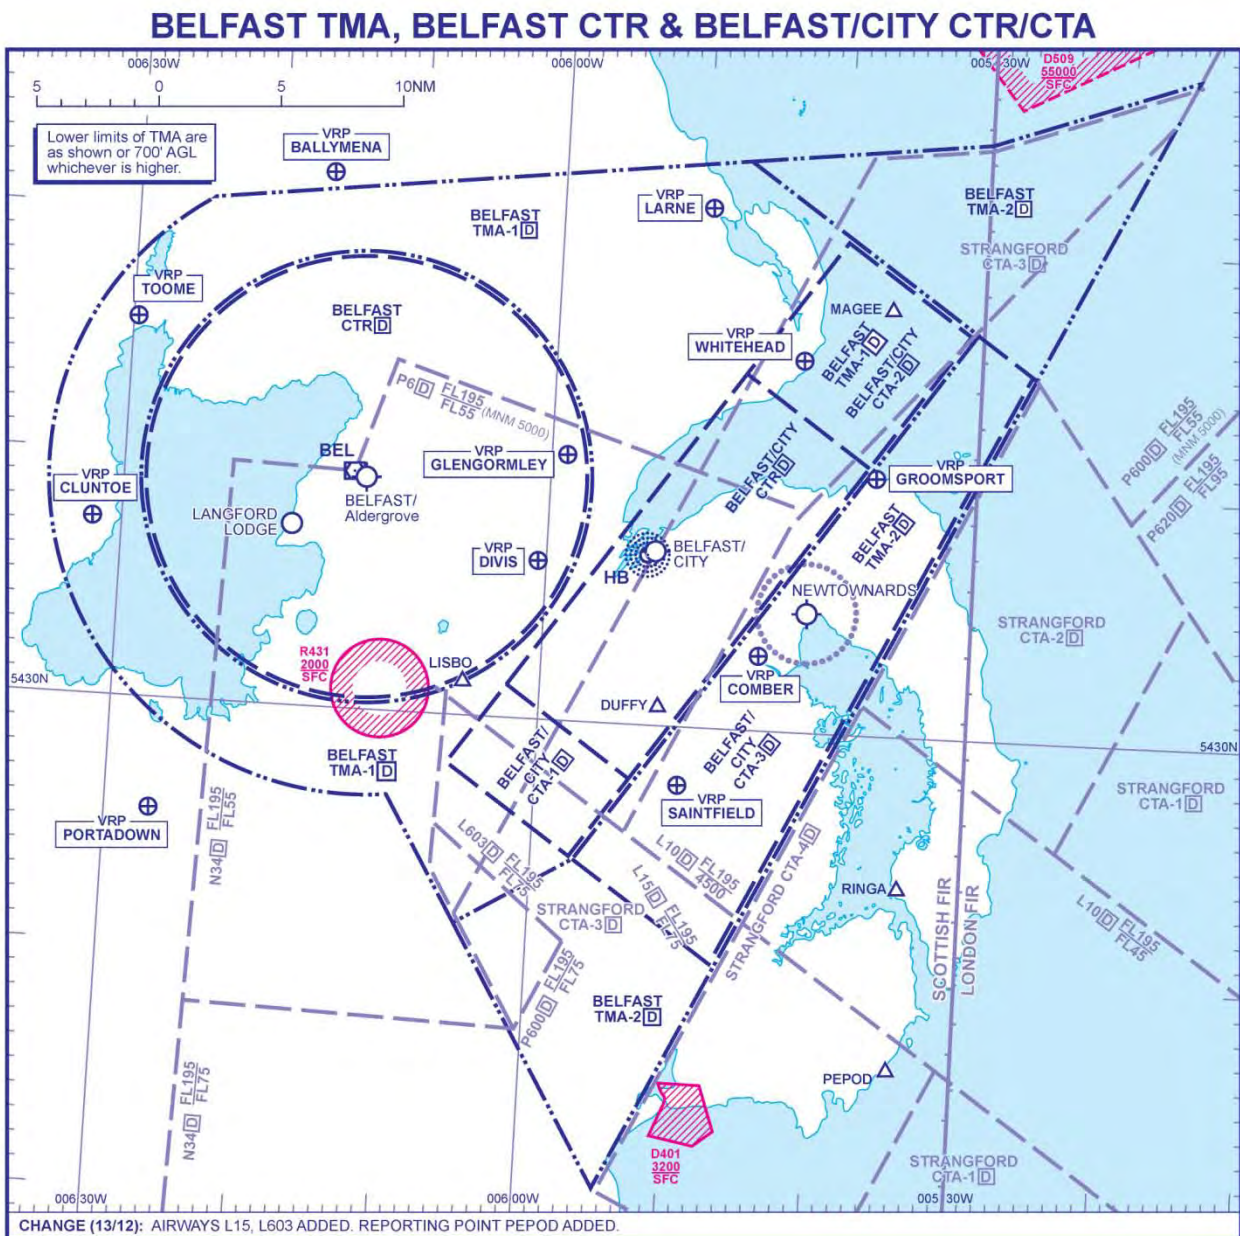 BELFAST TMA, BELFAST CTR & BELFAST/CITY CTR/CTA
006 30W
006 00W
D509
55000
SFC
5 0 5 10NM
Lower limits of TMA are
as shown or 700' AGL
whichever is higher.
VRP
BALLYMENA
BELFAST
TMA-1 D
VRP
LARNE
BELFAST
TMA-2 D
STRANGFORD
CTA-3 D
VRP
TOOME
BELFAST
CTR D
MAGEE
VRP
WHITEHEAD
BELFAST
TMA-1 D
BELFAST/CITY
CTA-2 D
P6 D FL195
FL55 (MNM 5000)
P600 D FL195
FL55
(MNM 5000)
P620 D FL195
FL95
BEL
VRP
GLENGORMLEY
BELFAST/CITY
CTR D
VRP
GROOMSPORT
VRP
CLUNTOE
BELFAST/
Aldergrove
LANGFORD
LODGE
BELFAST
TMA-2 D
VRP
DIVIS
BELFAST/
CITY
HB
NEWTOWNARDS
STRANGFORD
CTA-2 D
R431
2000
SFC
LISBO
VRP
COMBER
5430N
DUFFY
BELFAST/
CITY
CTA-1 D
BELFAST/
CITY
CTA-3 D
5430N
BELFAST
TMA-1 D
VRP
SAINTFIELD
STRANGFORD
CTA-1 D
VRP
PORTADOWN
N34 D FL195
FL55
L603 D FL195
FL75
L10 D FL195
4500
L15 D FL195
FL75
STRANGFORD CTA-4 D
RINGA
STRANGFORD
CTA-3 D
L10 D FL195
FL45
P600 D FL195
FL75
SCOTTISH FIR
LONDON FIR
BELFAST
TMA-2 D
N34 D FL195
FL75
PEPOD
D401
3200
SFC
STRANGFORD
CTA-1 D
006 30W
006 00W
CHANGE (13/12): AIRWAYS L15, L603 ADDED. REPORTING POINT PEPOD ADDED.